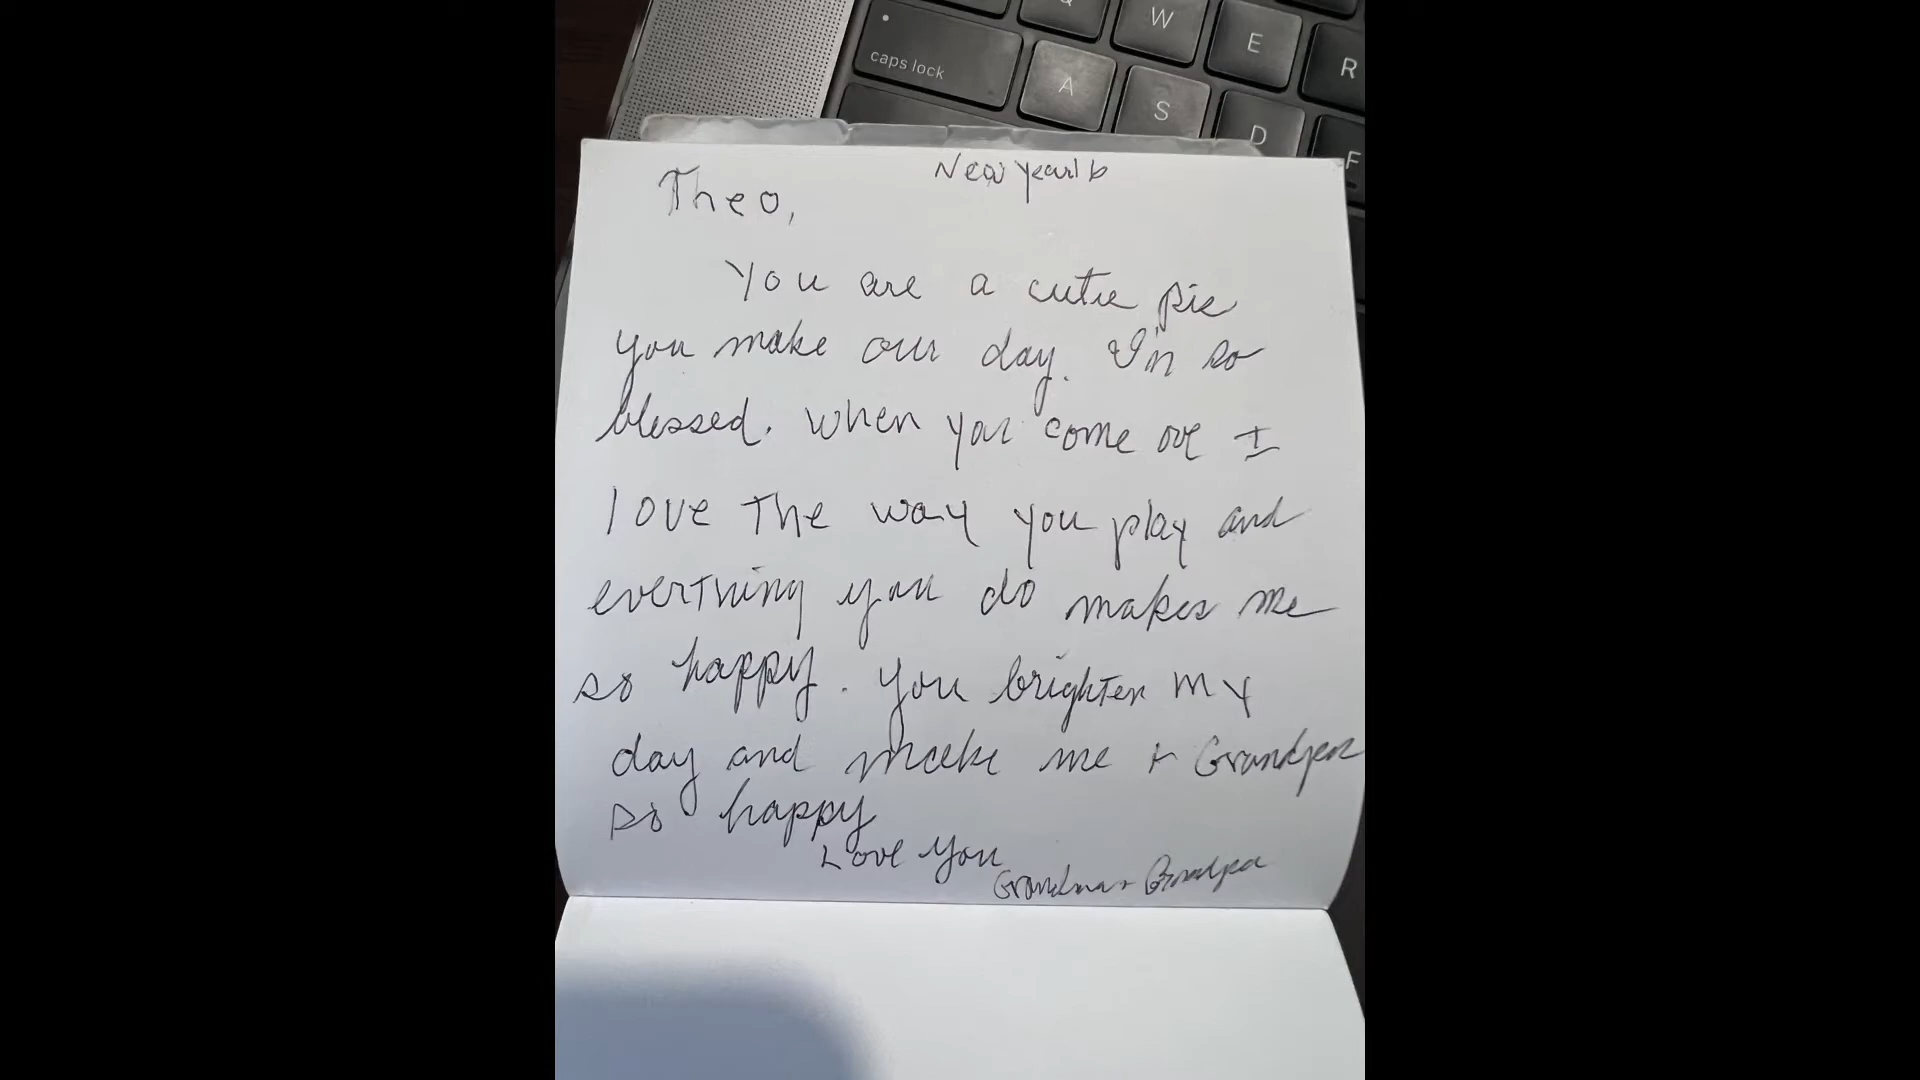 W E R
caps lock A S D F
New year
Theo,
You are a cutie pie
you make our day. I'm so
blessed. When you come ove I
love The way you play and
everthing you do makes me
so happy. You brighten my
day and make me + Grandpa
so happy
Love you
Grandma + Grandpa